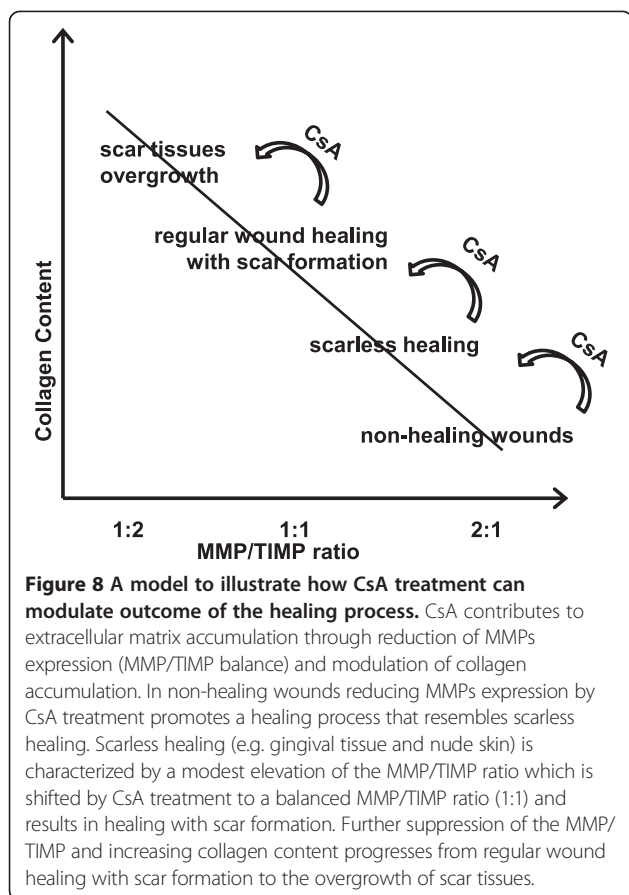 CsA
scar tissues
overgrowth
CsA
regular wound healing
with scar formation
CsA
scarless healing
non-healing wounds
Collagen Content
1:2 1:1 2:1
MMP/TIMP ratio
Figure 8 A model to illustrate how CsA treatment can
modulate outcome of the healing process. CsA contributes to
extracellular matrix accumulation through reduction of MMPs
expression (MMP/TIMP balance) and modulation of collagen
accumulation. In non-healing wounds reducing MMPs expression by
CsA treatment promotes a healing process that resembles scarless
healing. Scarless healing (e.g. gingival tissue and nude skin) is
characterized by a modest elevation of the MMP/TIMP ratio which is
shifted by CsA treatment to a balanced MMP/TIMP ratio (1:1) and
results in healing with scar formation. Further suppression of the MMP/
TIMP and increasing collagen content progresses from regular wound
healing with scar formation to the overgrowth of scar tissues.